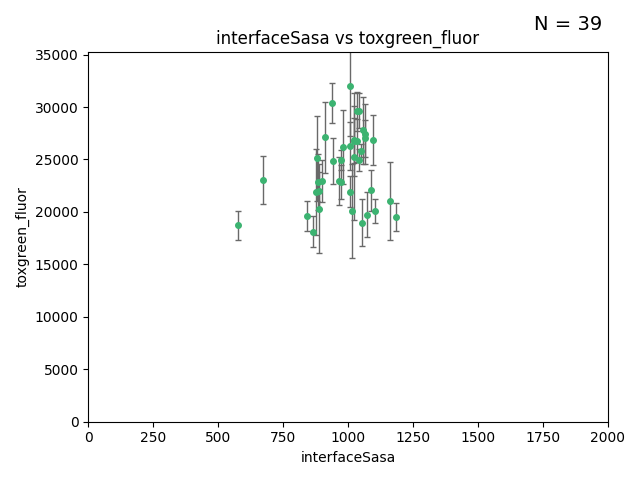 N = 39
interfaceSasa vs toxgreen_fluor
35000
30000
25000
20000
15000
10000
5000
0
toxgreen_fluor
0 250 500 750 1000 1250 1500 1750 2000
interfaceSasa